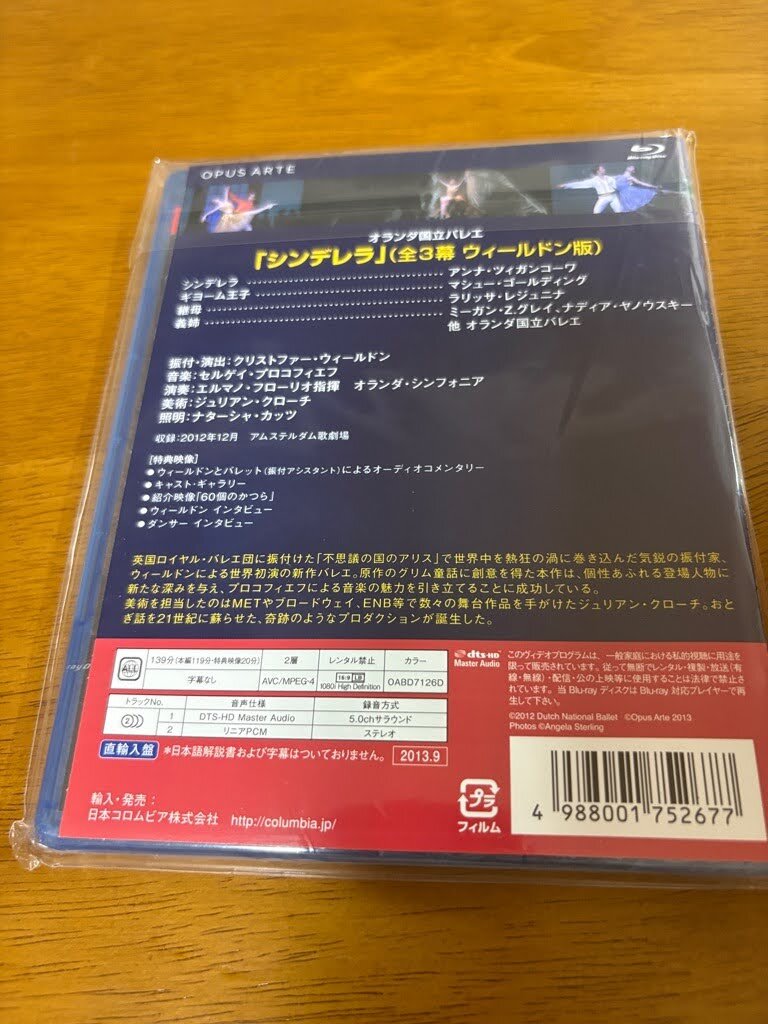 OPUS ARTE
Blu-ray Disc
オランダ国立バレエ
「シンデレラ」(全3幕 ウィールドン版)
シンデレラ アンナ・ツィガンコーワ
ギヨーム王子 マシュー・ゴールディング
継母 ラリッサ・レジュニナ
義姉 ミーガン・Z.グレイ、ナディア・ヤノウスキー
他 オランダ国立バレエ
振付・演出:クリストファー・ウィールドン
音楽:セルゲイ・プロコフィエフ
演奏:エルマノ・フローリオ指揮 オランダ・シンフォニア
美術:ジュリアン・クローチ
照明:ナターシャ・カッツ
収録:2012年12月 アムステルダム歌劇場
[特典映像]
●ウィールドンとバレット(振付アシスタント)によるオーディオコメンタリー
●キャスト・ギャラリー
●紹介映像「60個のかつら」
●ウィールドン インタビュー
●ダンサー インタビュー
英国ロイヤル・バレエ団に振付けた「不思議の国のアリス」で世界中を熱狂の渦に巻き込んだ気鋭の振付家、
ウィールドンによる世界初演の新作バレエ。原作のグリム童話に創意を得た本作は、個性あふれる登場人物に
新たな深みを与え、プロコフィエフによる音楽の魅力を引き立てることに成功している。
美術を担当したのはMETやブロードウェイ、ENB等で数々の舞台作品を手がけたジュリアン・クローチ。おと
ぎ話を21世紀に蘇らせた、奇跡のようなプロダクションが誕生した。
ALL 139分(本編119分・特典映像20分) 2層 レンタル禁止 カラー
字幕なし AVC/MPEG-4 16:9 LB 1080i High Definition OABD7126D
トラックNo. 音声仕様 録音方式
1 DTS-HD Master Audio 5.0chサラウンド
2 リニアPCM ステレオ
dts-HD Master Audio
このヴィデオプログラムは、一般家庭における私的視聴に用途を
限って販売されています。従って無断でレンタル・複製・放送(有
線・無線)・配信・公の上映等に使用することは法律で禁止され
ています。当 Blu-ray ディスクは Blu-ray 対応プレイヤーで再
生して下さい。
©2012 Dutch National Ballet ©Opus Arte 2013
Photos ©Angela Sterling
直輸入盤 *日本語解説書および字幕はついておりません。 2013.9
輸入・発売:
日本コロムビア株式会社 http://columbia.jp/
プラ
フィルム
4 988001 752677